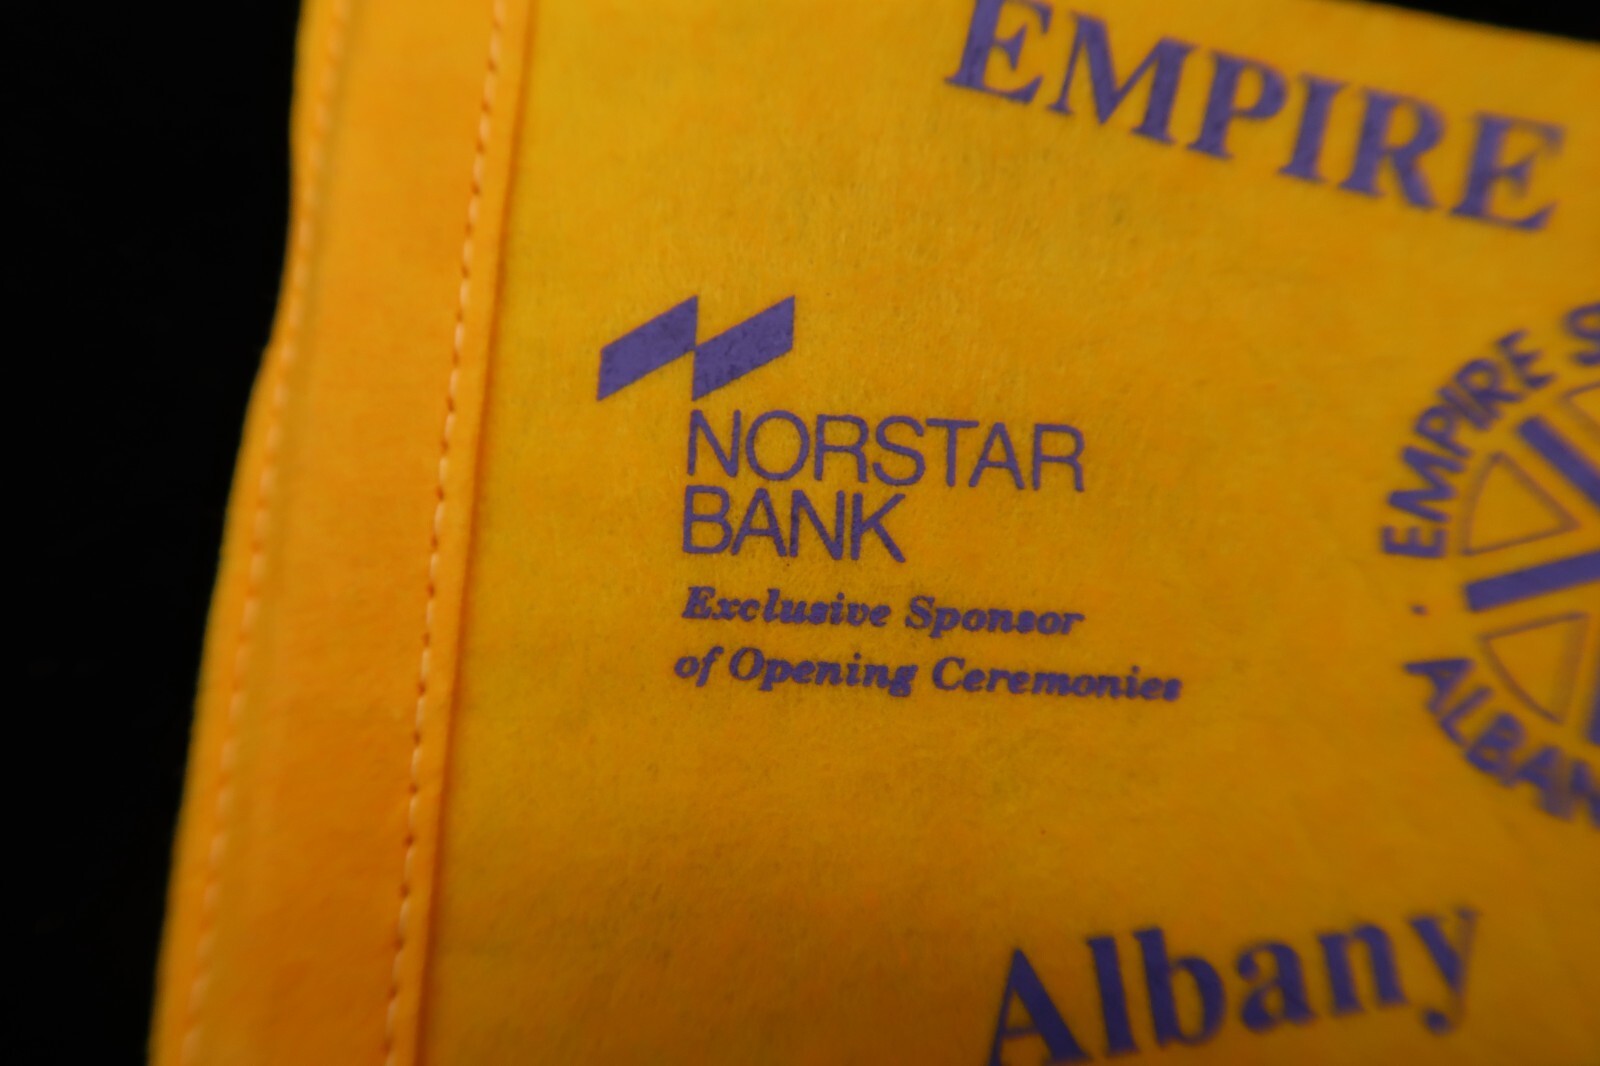 EMPIRE
NORSTAR
BANK
Exclusive Sponsor
of Opening Ceremonies
EMPIRE S
ALBAN
Albany